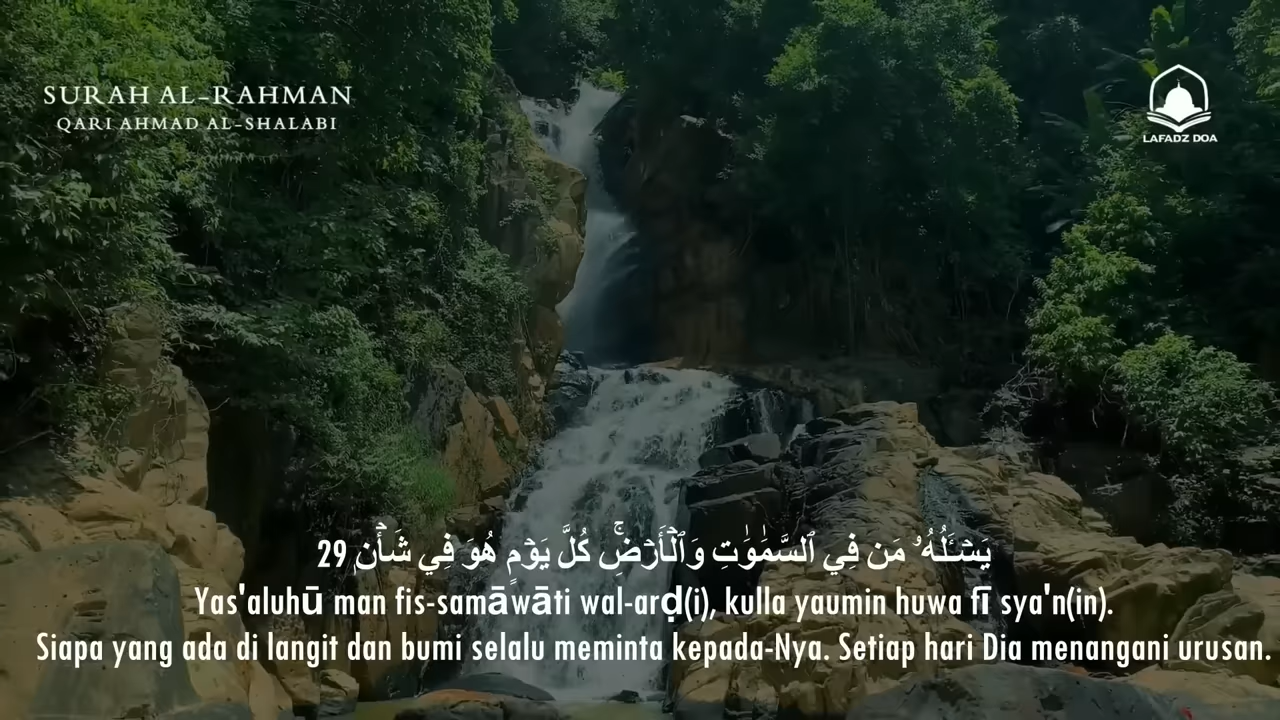 SURAH AL-RAHMAN
QARI AHMAD AL-SHALABI
LAFADZ DOA
يَسْـَٔلُهُۥ مَن فِي ٱلسَّمَٰوَٰتِ وَٱلْأَرْضِۚ كُلَّ يَوْمٍ هُوَ فِي شَأْنٍ 29
Yas'aluhū man fis-samāwāti wal-arḍ(i), kulla yaumin huwa fī sya'n(in).
Siapa yang ada di langit dan bumi selalu meminta kepada-Nya. Setiap hari Dia menangani urusan.